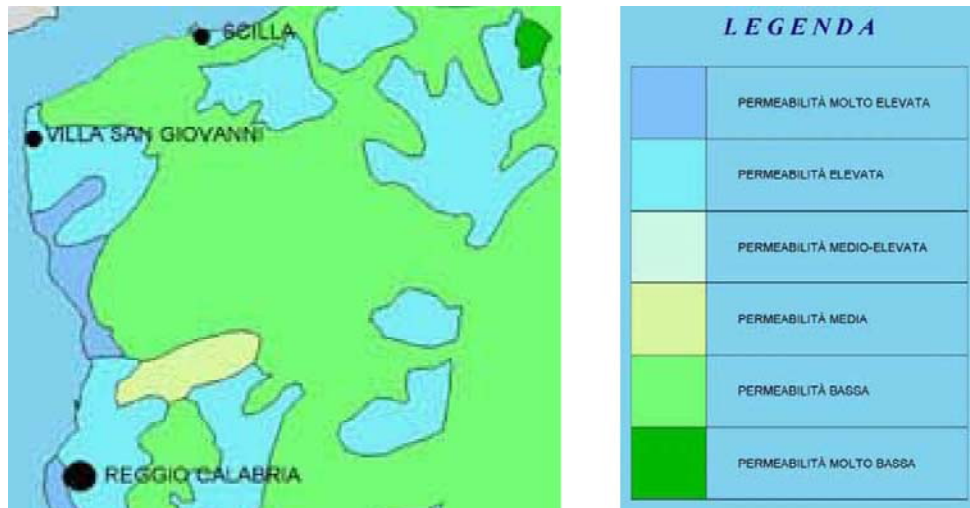 SCILLA
VILLA SAN GIOVANNI
REGGIO CALABRIA
LEGENDA
PERMEABILITÀ MOLTO ELEVATA
PERMEABILITÀ ELEVATA
PERMEABILITÀ MEDIO-ELEVATA
PERMEABILITÀ MEDIA
PERMEABILITÀ BASSA
PERMEABILITÀ MOLTO BASSA